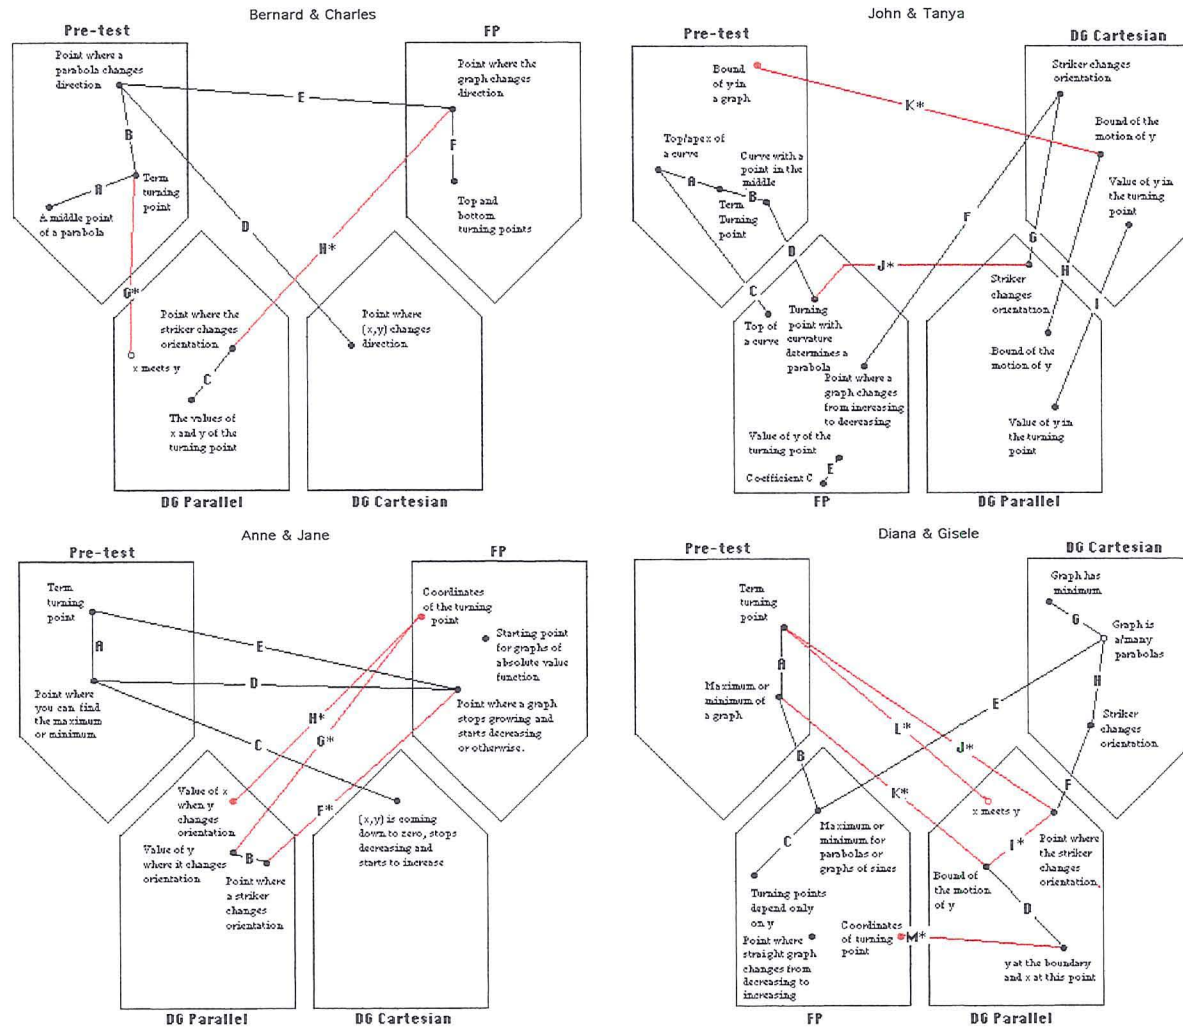 Bernard & Charles
Pre-test
FP
Point where a
parabola changes
direction
Point where the
graph changes
direction
E
B
F
A
Term
turning
point
A middle point
of a parabola
Top and
bottom
turning points
D
H*
G*
Point where the
striker changes
orientation
Point where
(x,y) changes
direction
x meets y
C
The values of
x and y of the
turning point
DG Parallel
DG Cartesian
John & Tanya
Pre-test
DG Cartesian
Bound
of y in
a graph
Striker changes
orientation
K*
Bound of the
motion of y
Top/apex of
a curve
Curve with a
point in the
middle
A
B
Term
Turning
point
Value of y in
the turning
point
F
G
D
J*
H
C
I
Top of
a curve
Turning
point with
curvature
determines a
parabola
Striker
changes
orientation
Bound of the
motion of y
Point where a
graph changes
from increasing
to decreasing
Value of y of the
turning point
E
Coefficient C
Value of y in
the turning
point
FP
DG Parallel
Anne & Jane
Pre-test
FP
Term
turning
point
Coordinates
of the turning
point
A
E
Starting point
for graphs of
absolute value
function.
D
Point where
you can find
the maximum
or minimum
Point where a graph
stops growing and
starts decreasing
or otherwise.
H*
C
G*
Value of x
when y
changes
orientation
F*
(x,y) is coming
down to zero, stops
decreasing and
starts to increase
Value of y
where it changes
orientation
B
Point where
a striker
changes
orientation
DG Parallel
DG Cartesian
Diana & Gisele
Pre-test
DG Cartesian
Term
turning
point
Graph has
minimum
G
Graph is
a/many
parabolas
A
H
Maximum or
minimum
of a graph
E
L*
J*
Striker
changes
orientation
B
K*
F
x meets y
Maximum or
minimum for
parabolas or
graphs of sines
C
I*
Point where
the striker
changes
orientation.
Bound of
the motion
of y
Turning points
depend only
on y
D
Point where
straight graph
changes from
decreasing to
increasing
Coordinates
of turning
point
M*
y at the boundary
and x at this point
FP
DG Parallel